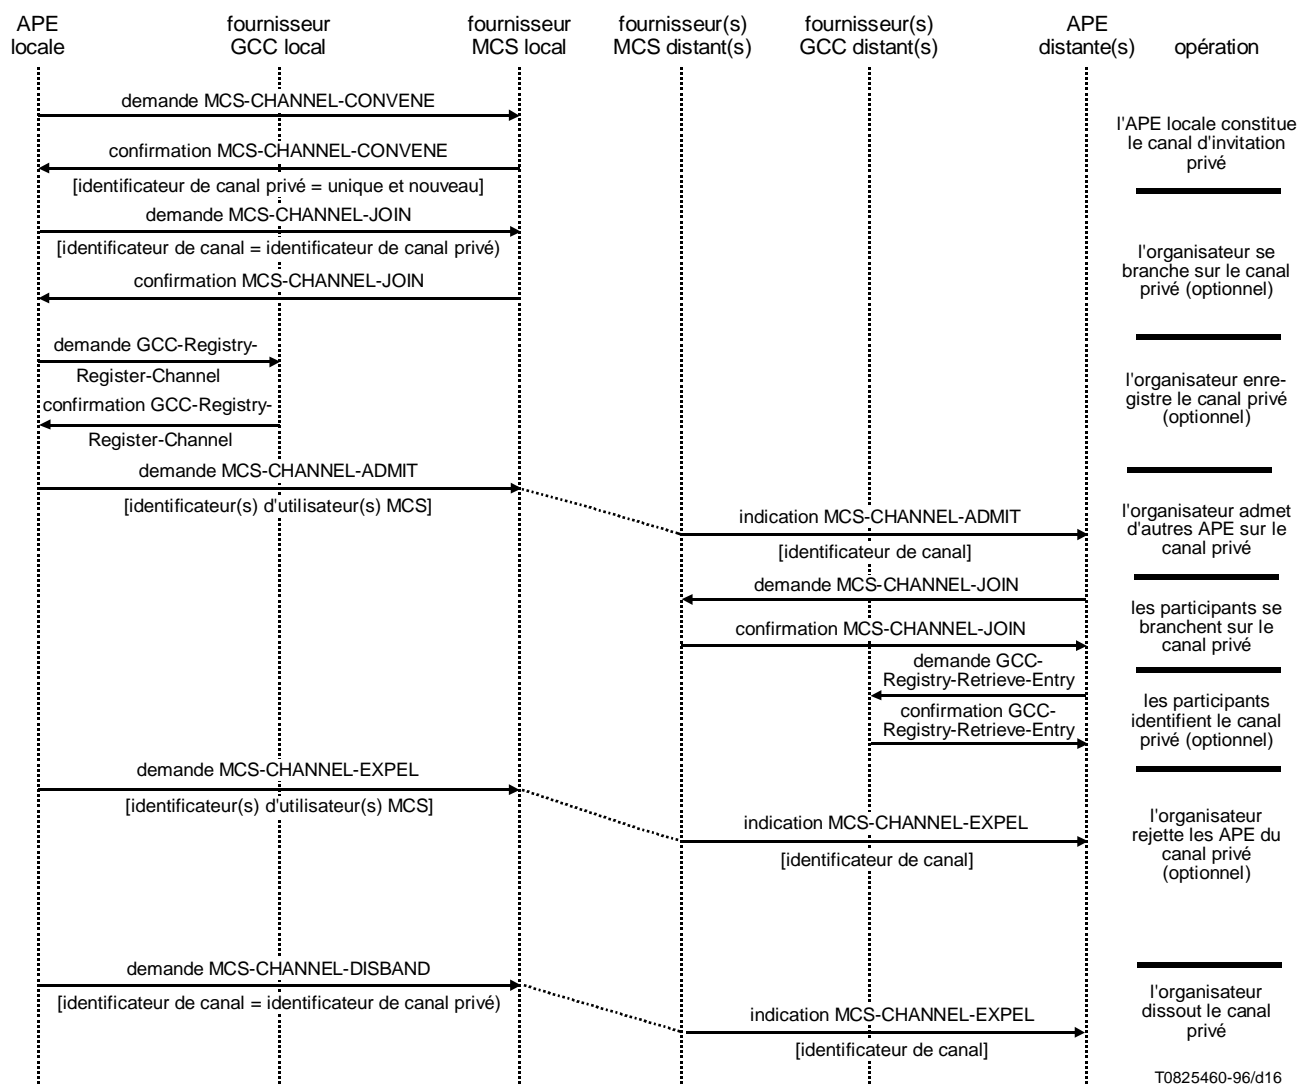 APE
locale
fournisseur
GCC local
fournisseur
MCS local
fournisseur(s)
MCS distant(s)
fournisseur(s)
GCC distant(s)
APE
distante(s)
opération
demande MCS-CHANNEL-CONVENE
confirmation MCS-CHANNEL-CONVENE
[identificateur de canal privé = unique et nouveau]
l'APE locale constitue
le canal d'invitation
privé
demande MCS-CHANNEL-JOIN
[identificateur de canal = identificateur de canal privé)
confirmation MCS-CHANNEL-JOIN
l'organisateur se
branche sur le canal
privé (optionnel)
demande GCC-Registry-
Register-Channel
confirmation GCC-Registry-
Register-Channel
l'organisateur enre-
gistre le canal privé
(optionnel)
demande MCS-CHANNEL-ADMIT
[identificateur(s) d'utilisateur(s) MCS]
indication MCS-CHANNEL-ADMIT
[identificateur de canal]
l'organisateur admet
d'autres APE sur le
canal privé
demande MCS-CHANNEL-JOIN
confirmation MCS-CHANNEL-JOIN
les participants se
branchent sur le
canal privé
demande GCC-
Registry-Retrieve-Entry
confirmation GCC-
Registry-Retrieve-Entry
les participants
identifient le canal
privé (optionnel)
demande MCS-CHANNEL-EXPEL
[identificateur(s) d'utilisateur(s) MCS]
indication MCS-CHANNEL-EXPEL
[identificateur de canal]
l'organisateur
rejette les APE du
canal privé
(optionnel)
demande MCS-CHANNEL-DISBAND
[identificateur de canal = identificateur de canal privé)
indication MCS-CHANNEL-EXPEL
[identificateur de canal]
l'organisateur
dissout le canal
privé
T0825460-96/d16